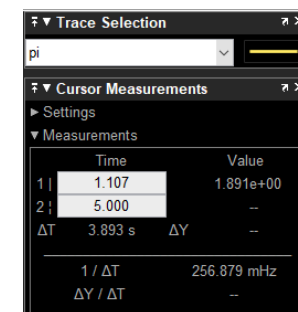 Trace Selection
pi
Cursor Measurements
Settings
Measurements
Time Value
1 | 1.107 1.891e+00
2 ¦ 5.000 --
ΔT 3.893 s ΔY --
1 / ΔT 256.879 mHz
ΔY / ΔT --